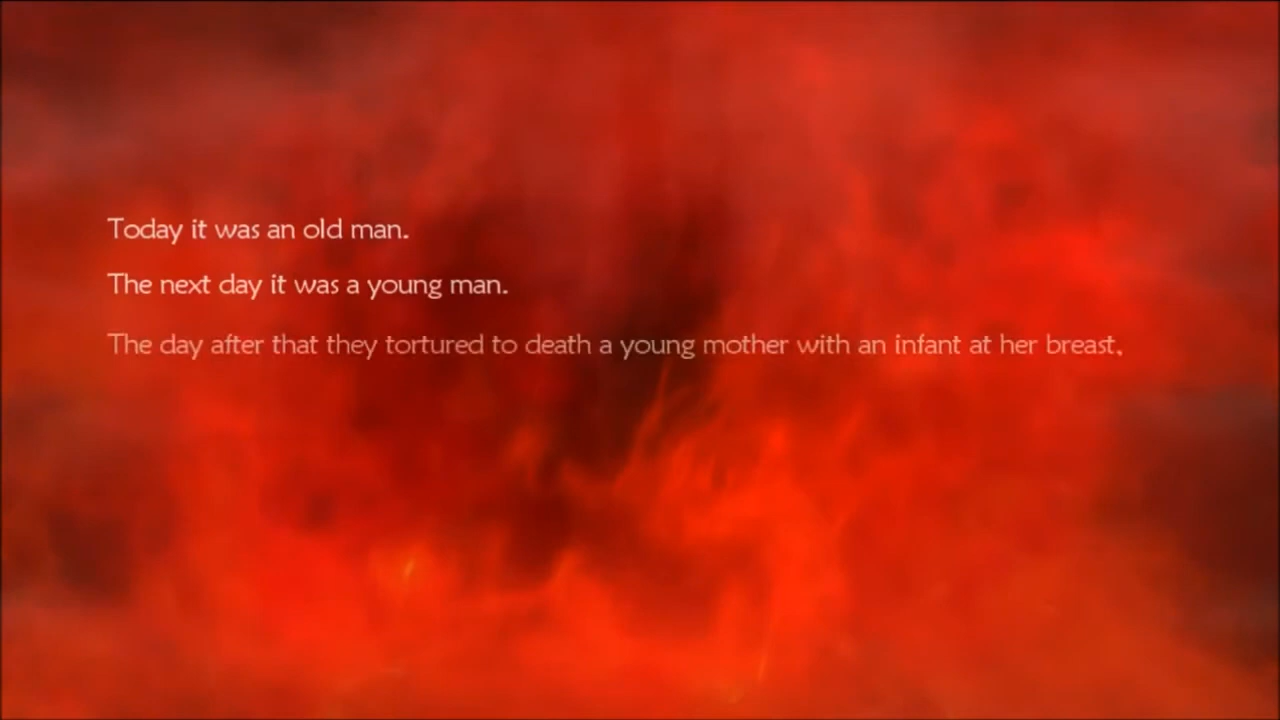 Today it was an old man.
The next day it was a young man.
The day after that they tortured to death a young mother with an infant at her breast,